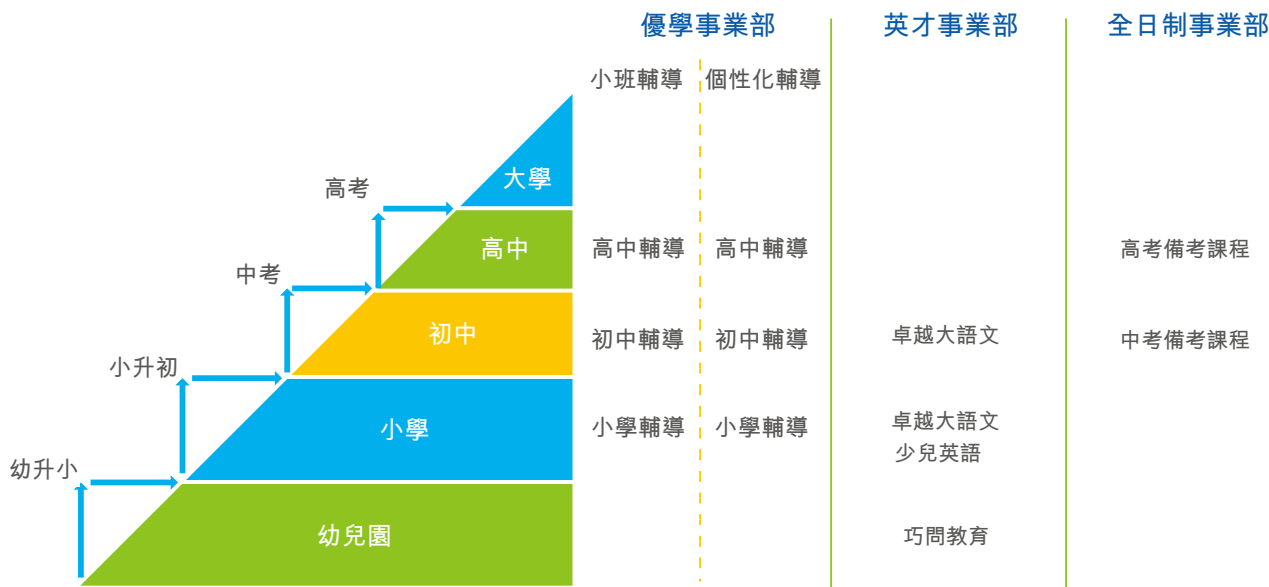 優學事業部
英才事業部
全日制事業部
小班輔導
個性化輔導
大學
高考
高中
高中輔導
高中輔導
高考備考課程
中考
初中
初中輔導
初中輔導
卓越大語文
中考備考課程
小升初
小學
小學輔導
小學輔導
卓越大語文
少兒英語
幼升小
幼兒園
巧問教育